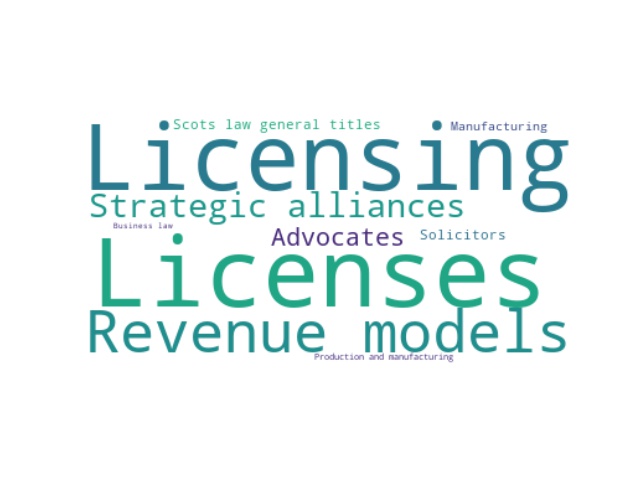 Scots law general titles
Manufacturing
Licensing
Strategic alliances
Business law
Advocates
Solicitors
Licenses
Revenue models
Production and manufacturing